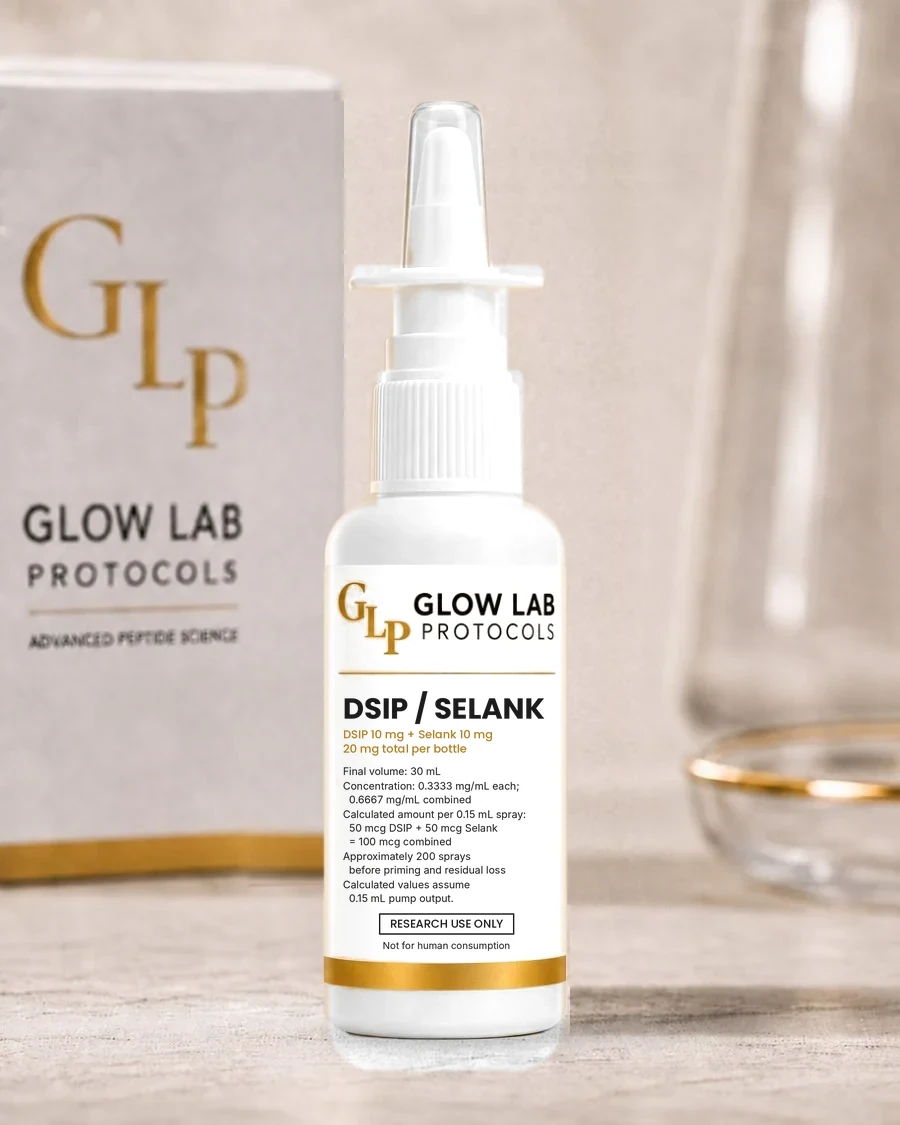 GLP
GLOW LAB
PROTOCOLS
ADVANCED PEPTIDE SCIENCE
GLP
GLOW LAB
PROTOCOLS
DSIP / SELANK
DSIP 10 mg + Selank 10 mg
20 mg total per bottle
Final volume: 30 mL
Concentration: 0.3333 mg/mL each;
0.6667 mg/mL combined
Calculated amount per 0.15 mL spray:
50 mcg DSIP + 50 mcg Selank
= 100 mcg combined
Approximately 200 sprays
before priming and residual loss
Calculated values assume
0.15 mL pump output.
RESEARCH USE ONLY
Not for human consumption